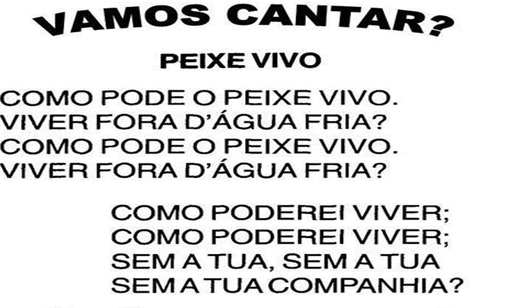 VAMOS CANTAR?
PEIXE VIVO
COMO PODE O PEIXE VIVO.
VIVER FORA D'ÁGUA FRIA?
COMO PODE O PEIXE VIVO.
VIVER FORA D'ÁGUA FRIA?
COMO PODEREI VIVER;
COMO PODEREI VIVER;
SEM A TUA, SEM A TUA
SEM A TUA COMPANHIA?